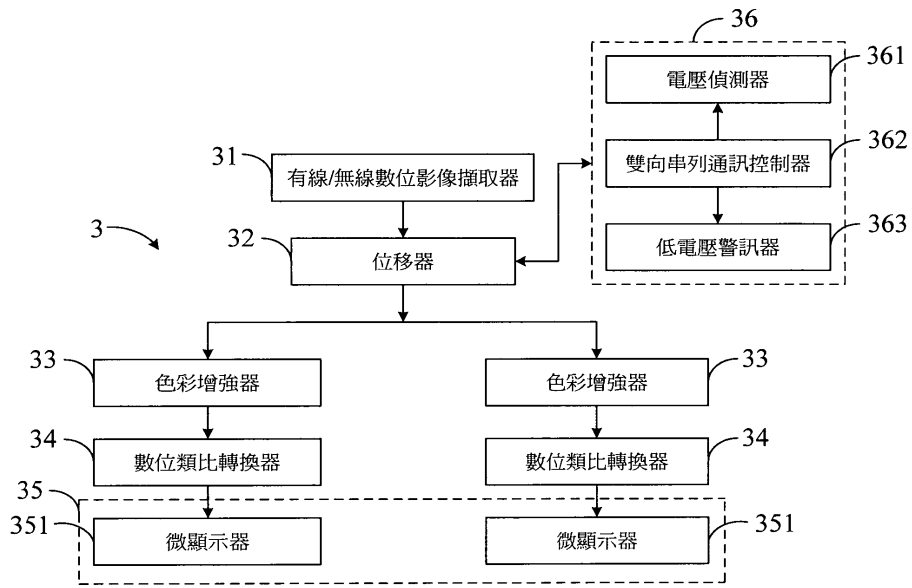 36
361
電壓偵測器
31
362
有線/無線數位影像擷取器
雙向串列通訊控制器
3
32
363
位移器
低電壓警訊器
33
色彩增強器
33
色彩增強器
34
數位類比轉換器
34
數位類比轉換器
35
351
微顯示器
351
微顯示器